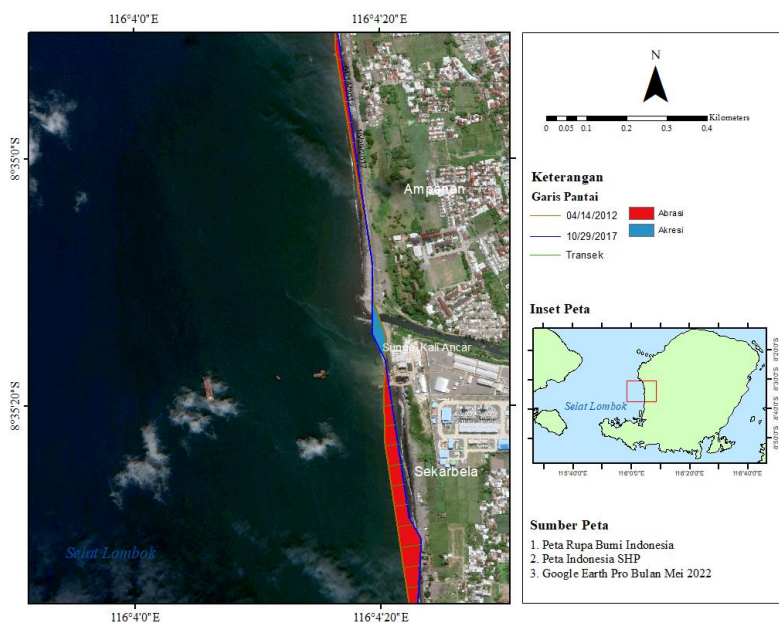 116°4'0"E
116°4'20"E
8°35'0"S
8°35'20"S
Ampenan
Sungai Kali Ancar
Sekarbela
Selat Lombok
116°4'0"E
116°4'20"E
N
Kilometers
0 0.05 0.1 0.2 0.3 0.4
Keterangan
Garis Pantai
04/14/2012
10/29/2017
Transek
Abrasi
Akresi
Inset Peta
Selat Lombok
8°20'0"S
8°30'0"S
8°40'0"S
8°50'0"S
115°40'0"E
116°0'0"E
116°20'0"E
116°40'0"E
Sumber Peta
1. Peta Rupa Bumi Indonesia
2. Peta Indonesia SHP
3. Google Earth Pro Bulan Mei 2022